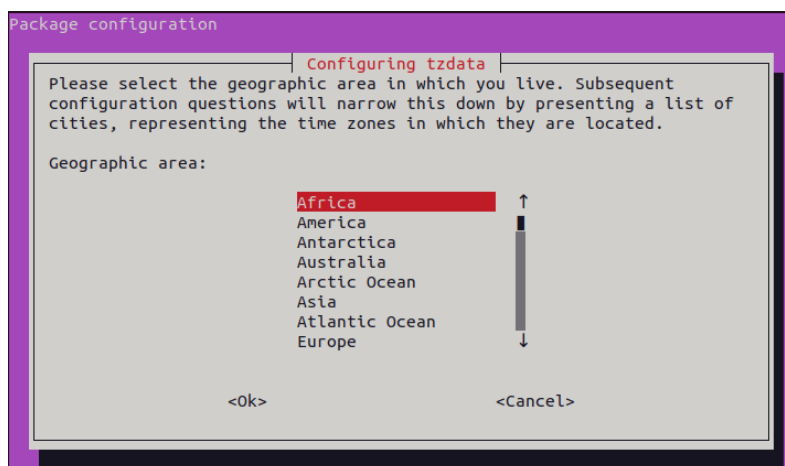 Package configuration
Configuring tzdata
Please select the geographic area in which you live. Subsequent
configuration questions will narrow this down by presenting a list of
cities, representing the time zones in which they are located.
Geographic area:
Africa
America
Antarctica
Australia
Arctic Ocean
Asia
Atlantic Ocean
Europe
<Ok> <Cancel>